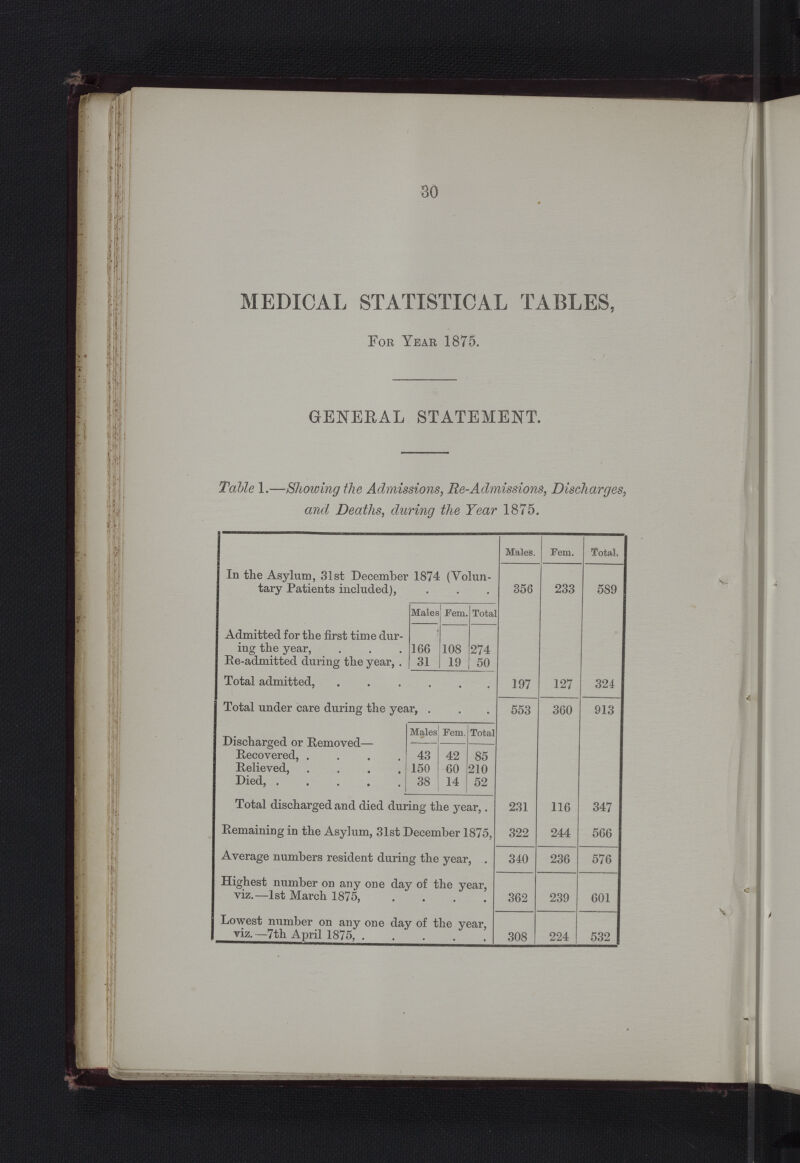 30
MEDICAL STATISTICAL TABLES,
FOR YEAR 1875.
GENERAL STATEMENT.
Table 1.—Showing the Admissions, Re-Admissions, Discharges,
and Deaths, during the Year 1875.
Males. Fem. Total.
In the Asylum, 31st December 1874 (Volun-
tary Patients included), . . . 356 233 589
Males Fem. Total
Admitted for the first time dur-
ing the year, . . . 166 108 274
Re-admitted during the year, . 31 19 50
Total admitted, . . . . . . 197 127 324
Total under care during the year, . . . 553 360 913
Males Fem. Total
Discharged or Removed—
Recovered, . . . . 43 42 85
Relieved, . . . . 150 60 210
Died, . . . . . 38 14 52
Total discharged and died during the year, . 231 116 347
Remaining in the Asylum, 31st December 1875, 322 244 566
Average numbers resident during the year, . 340 236 576
Highest number on any one day of the year,
viz.—1st March 1875, . . . . 362 239 601
Lowest number on any one day of the year,
viz.—7th April 1875, . . . . . 308 224 532